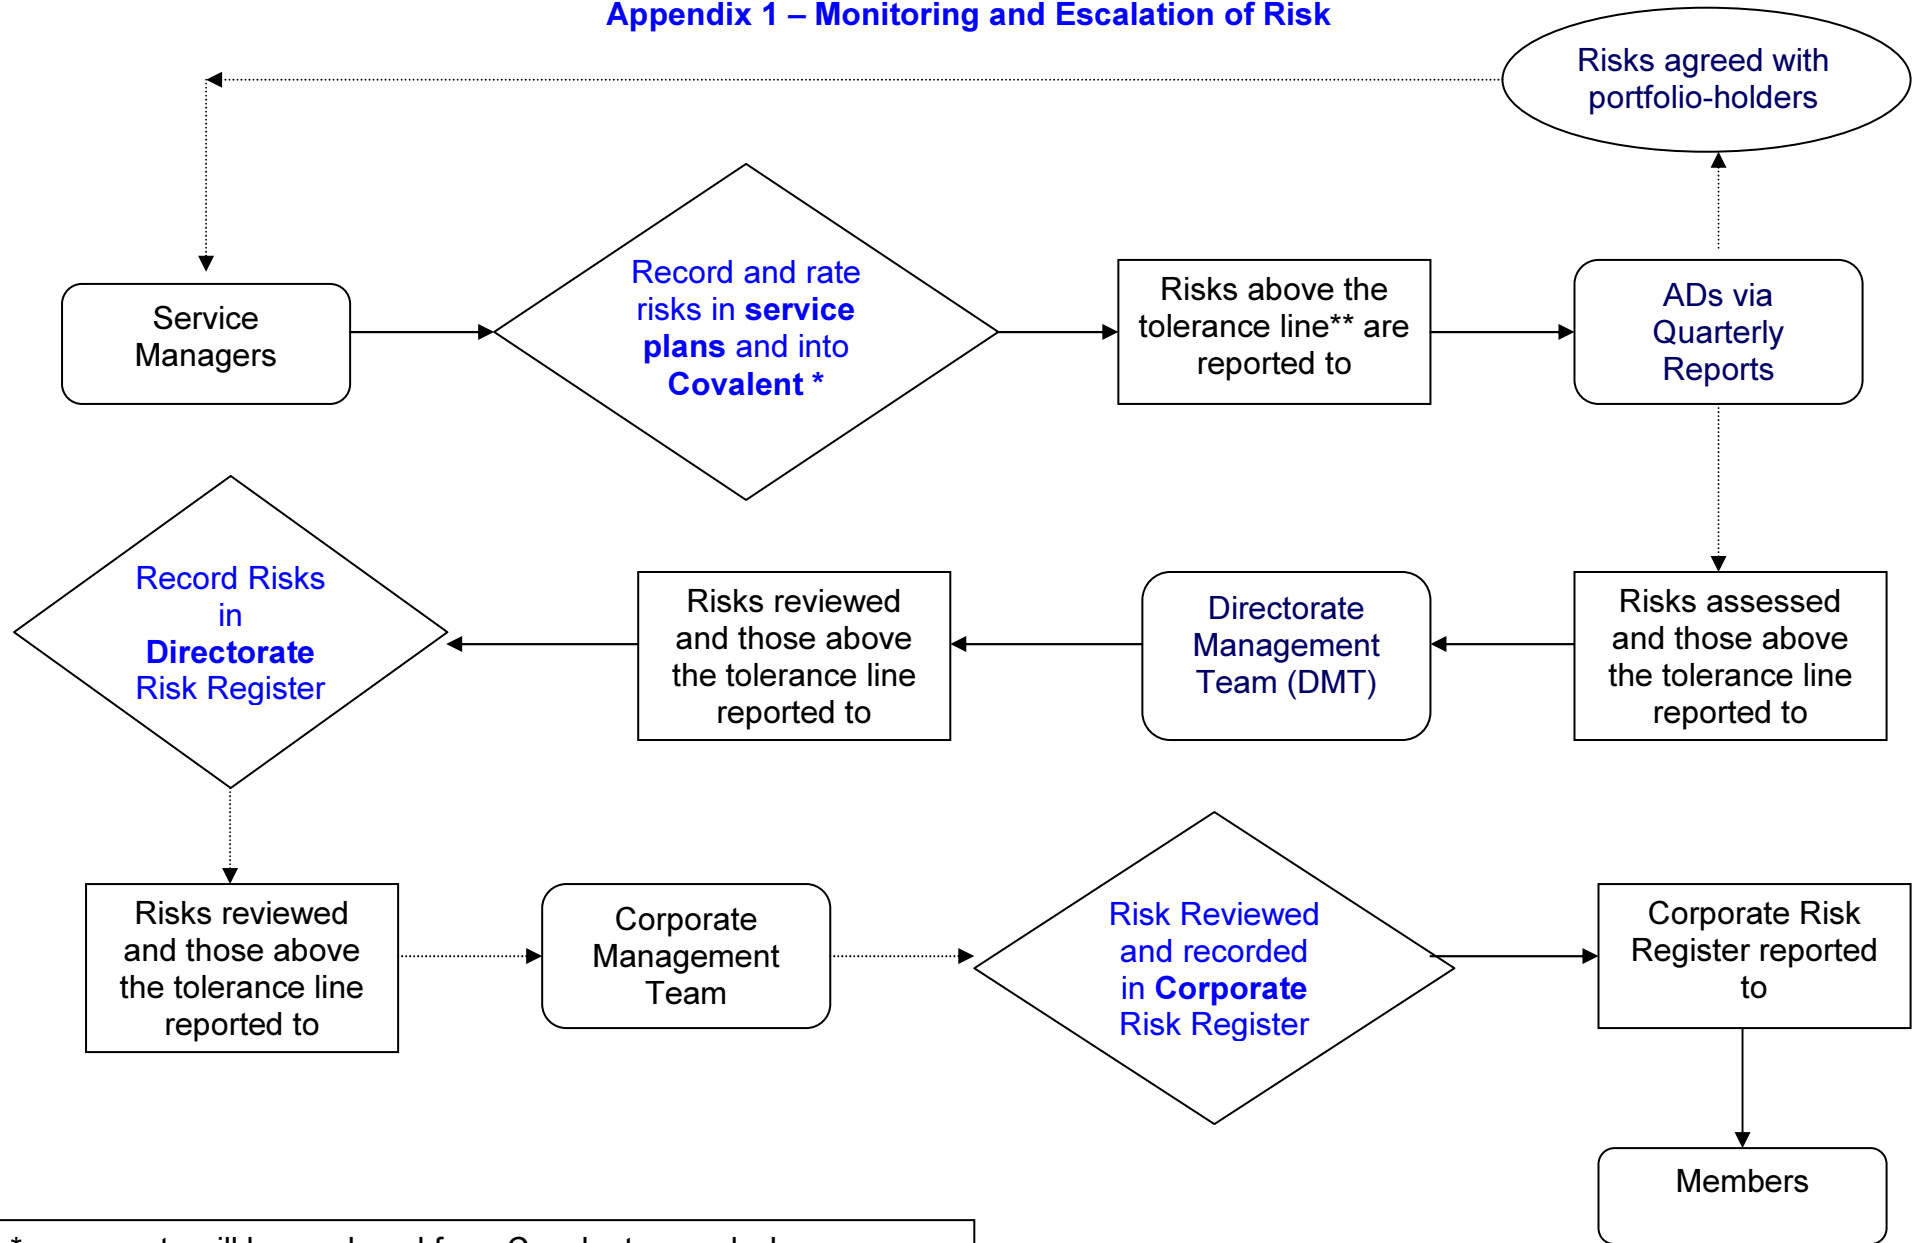 Appendix 1 – Monitoring and Escalation of Risk
Risks agreed with
portfolio-holders
Service
Managers
Record and rate
risks in service
plans and into
Covalent *
Risks above the
tolerance line** are
reported to
ADs via
Quarterly
Reports
Record Risks
in
Directorate
Risk Register
Risks reviewed
and those above
the tolerance line
reported to
Directorate
Management
Team (DMT)
Risks assessed
and those above
the tolerance line
reported to
Risks reviewed
and those above
the tolerance line
reported to
Corporate
Management
Team
Risk Reviewed
and recorded
in Corporate
Risk Register
Corporate Risk
Register reported
to
Members
*